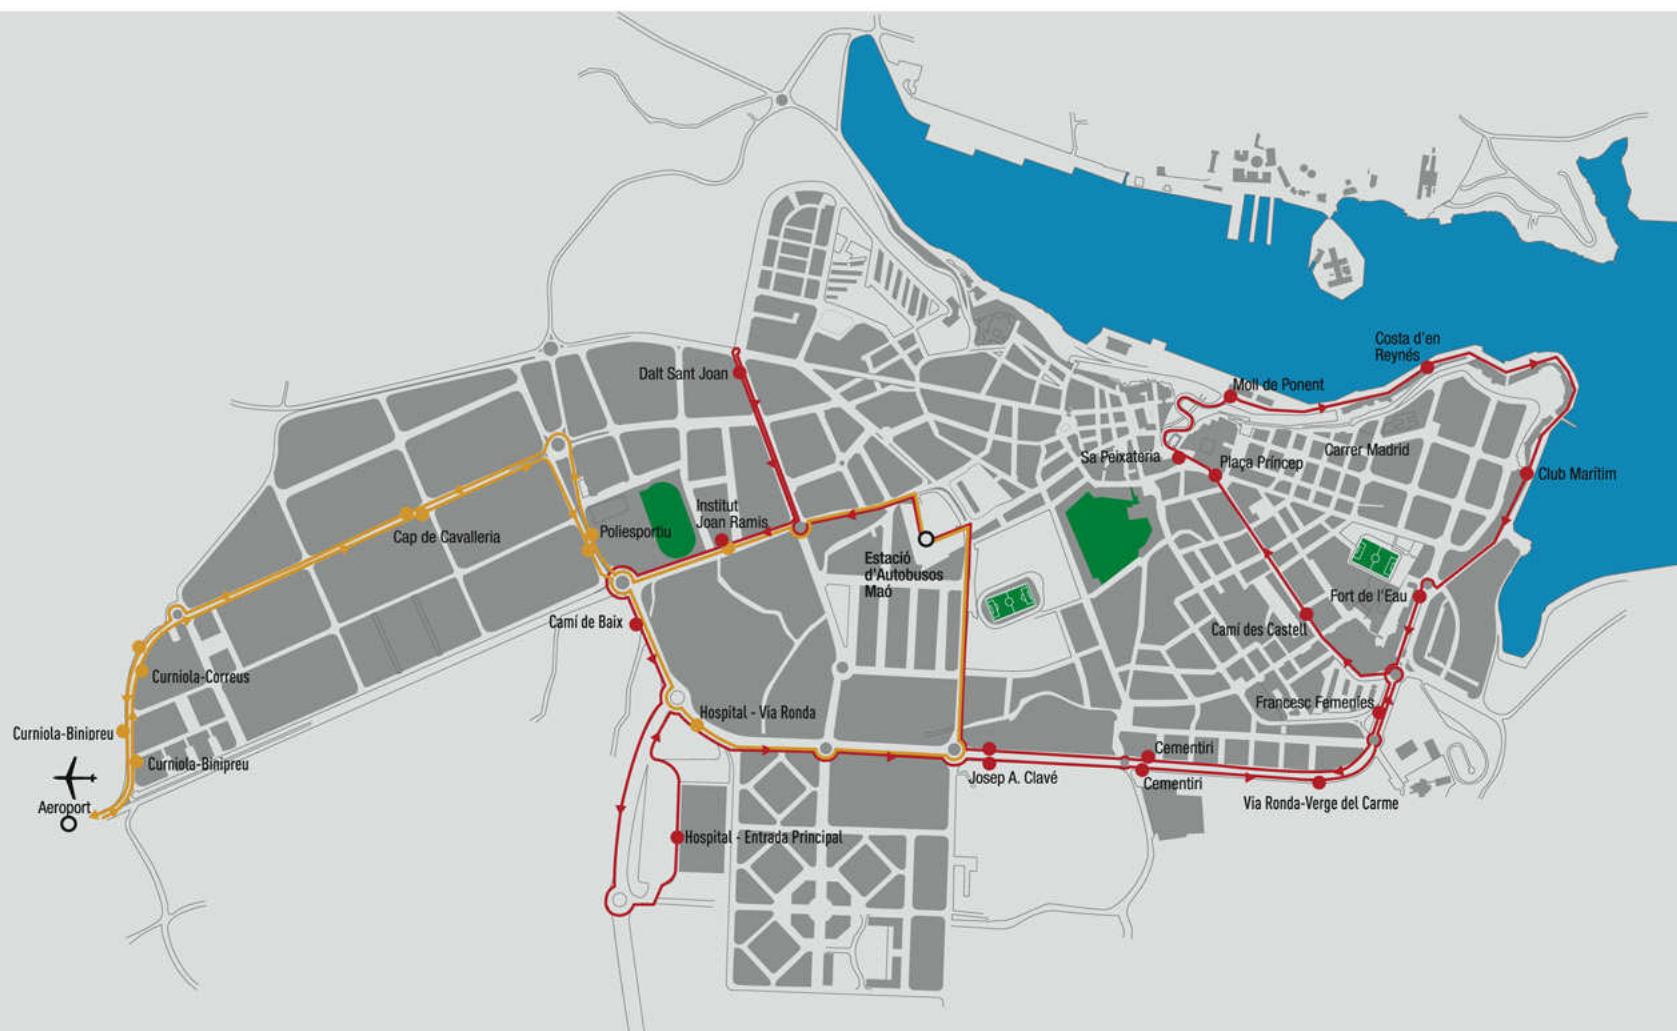 Costa d'en
Reynés
Dalt Sant Joan
Moll de Ponent
Carrer Madrid
Sa Peixateria
Plaça Príncep
Club Marítim
Institut
Joan Ramis
Poliesportiu
Cap de Cavalleria
Estació
d'Autobusos
Maó
Fort de l'Eau
Camí de Baix
Camí des Castell
Curniola-Correus
Francesc Femeníes
Hospital - Via Ronda
Curniola-Binipreu
Cementiri
Curniola-Binipreu
Josep A. Clavé
Cementiri
Aeroport
Via Ronda-Verge del Carme
Hospital - Entrada Principal